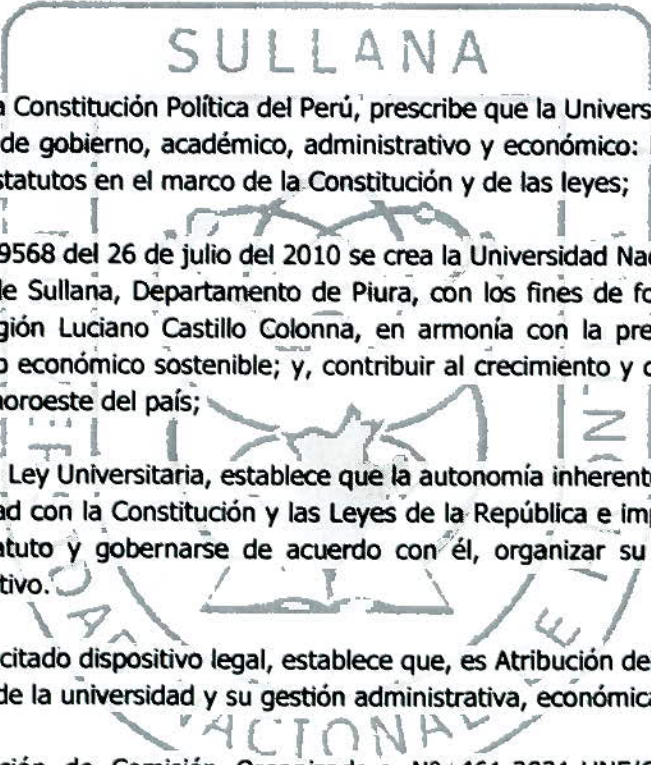 SULLANA
a Constitución Política del Perú, prescribe que la Univers
de gobierno, académico, administrativo y económico:
statutos en el marco de la Constitución y de las leyes;
9568 del 26 de julio del 2010 se crea la Universidad Nac
de Sullana, Departamento de Piura, con los fines de fo
gión Luciano Castillo Colonna, en armonía con la pre
o económico sostenible; y, contribuir al crecimiento y
noroeste del país;
Ley Universitaria, establece que la autonomía inherent
ad con la Constitución y las Leyes de la República e imp
atuto y gobernarse de acuerdo con él, organizar su
tivo.
citado dispositivo legal, establece que, es Atribución de
de la universidad y su gestión administrativa, económica
ACIONAL